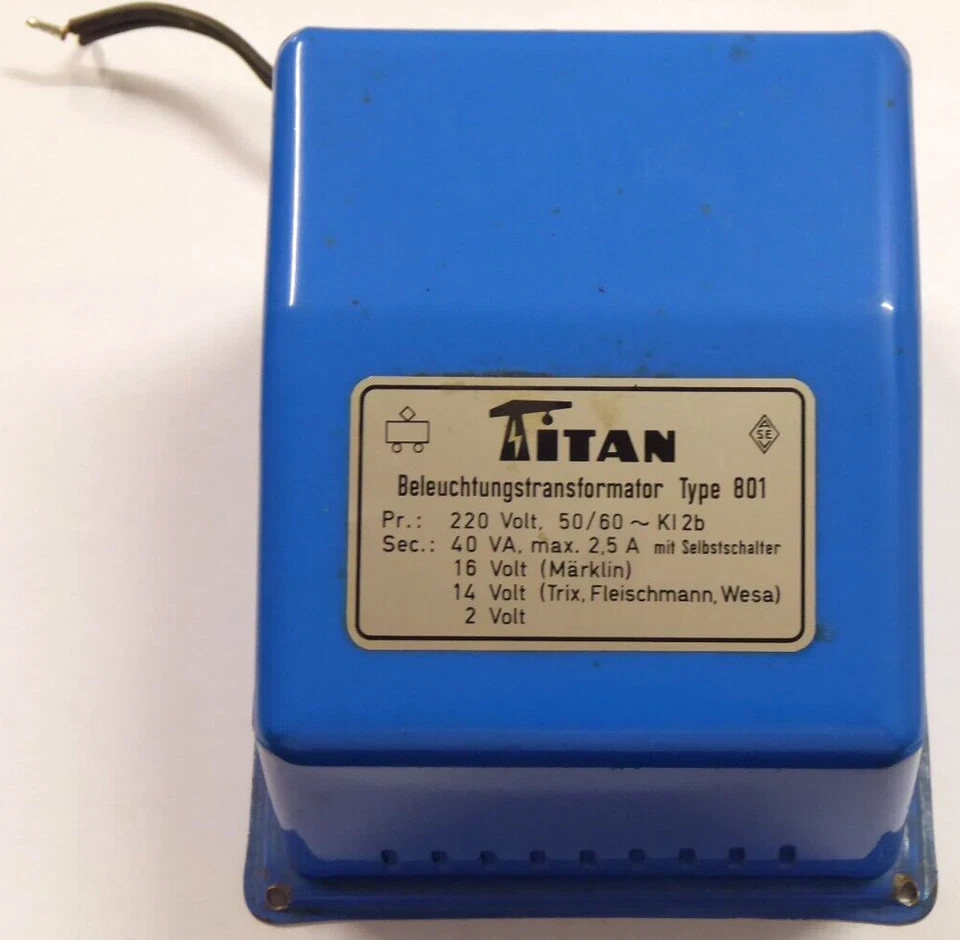 TiTAN
ASEV
Beleuchtungstransformator Type 801
Pr.: 220 Volt, 50/60 ~ Kl 2b
Sec.: 40 VA, max. 2,5 A mit Selbstschalter
16 Volt (Märklin)
14 Volt (Trix, Fleischmann, Wesa)
2 Volt